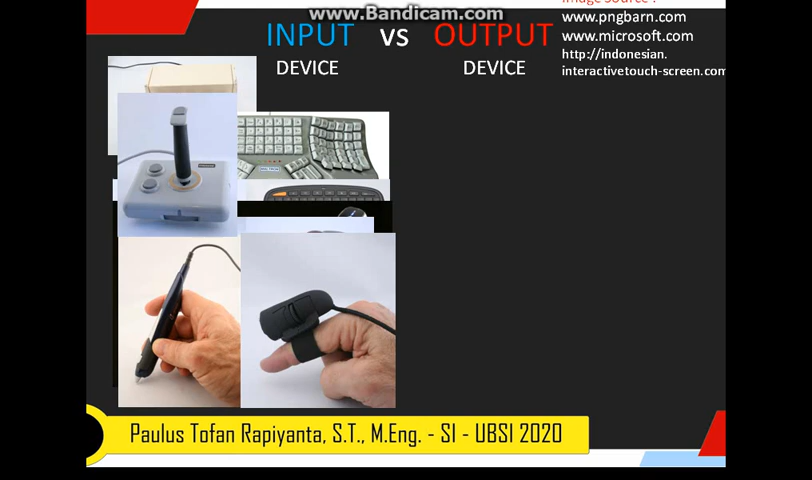 www.Bandicam.com
INPUT vs OUTPUT
DEVICE DEVICE
www.pngbarn.com
www.microsoft.com
http://indonesian.
interactivetouch-screen.com
Paulus Tofan Rapiyanta, S.T., M.Eng. - SI - UBSI 2020